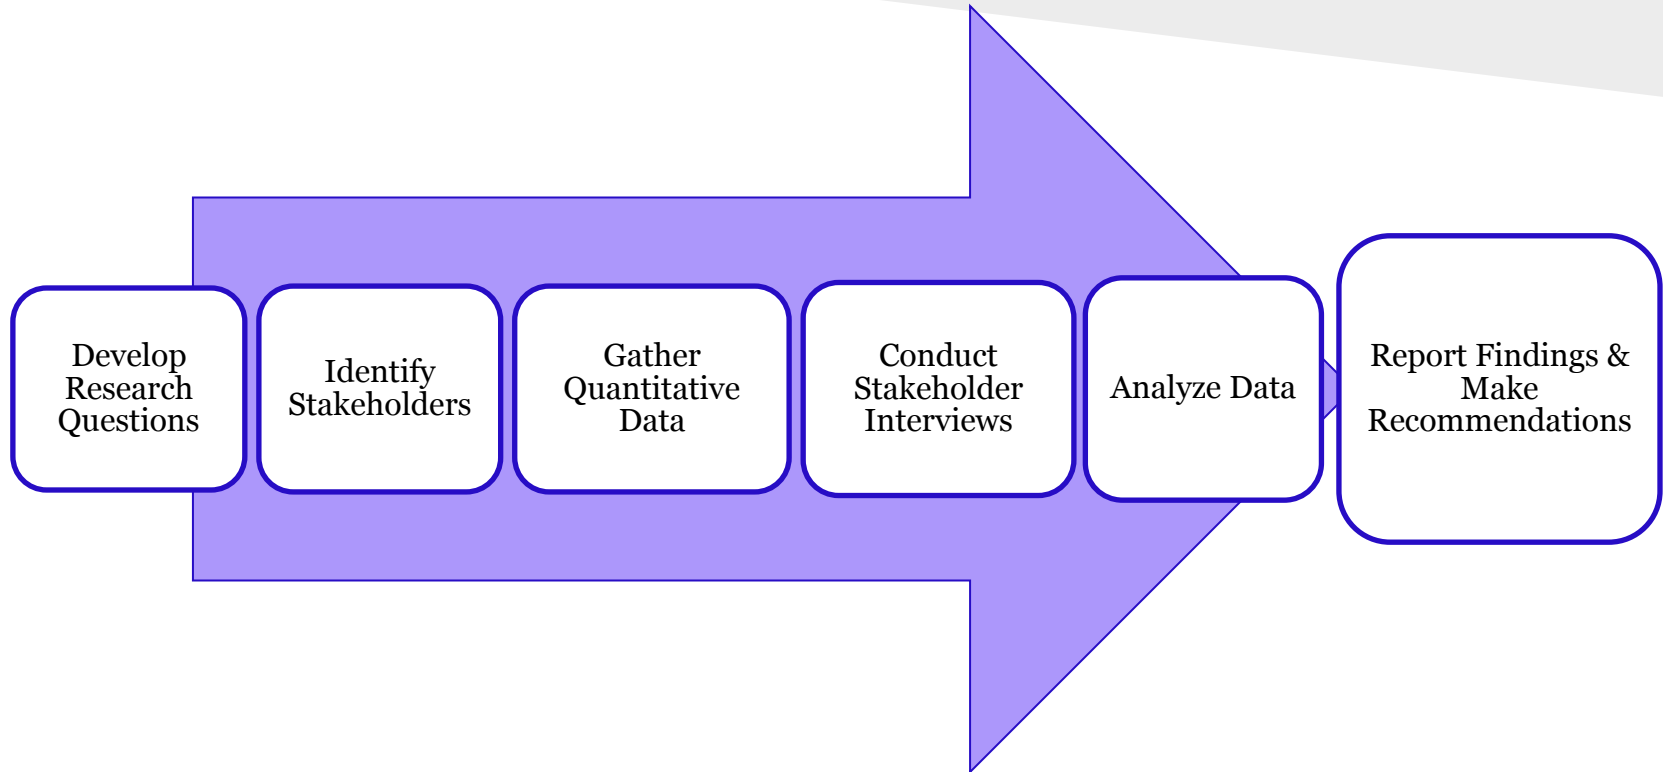 Develop
Research
Questions
Identify
Stakeholders
Gather
Quantitative
Data
Conduct
Stakeholder
Interviews
Analyze Data
Report Findings &
Make
Recommendations